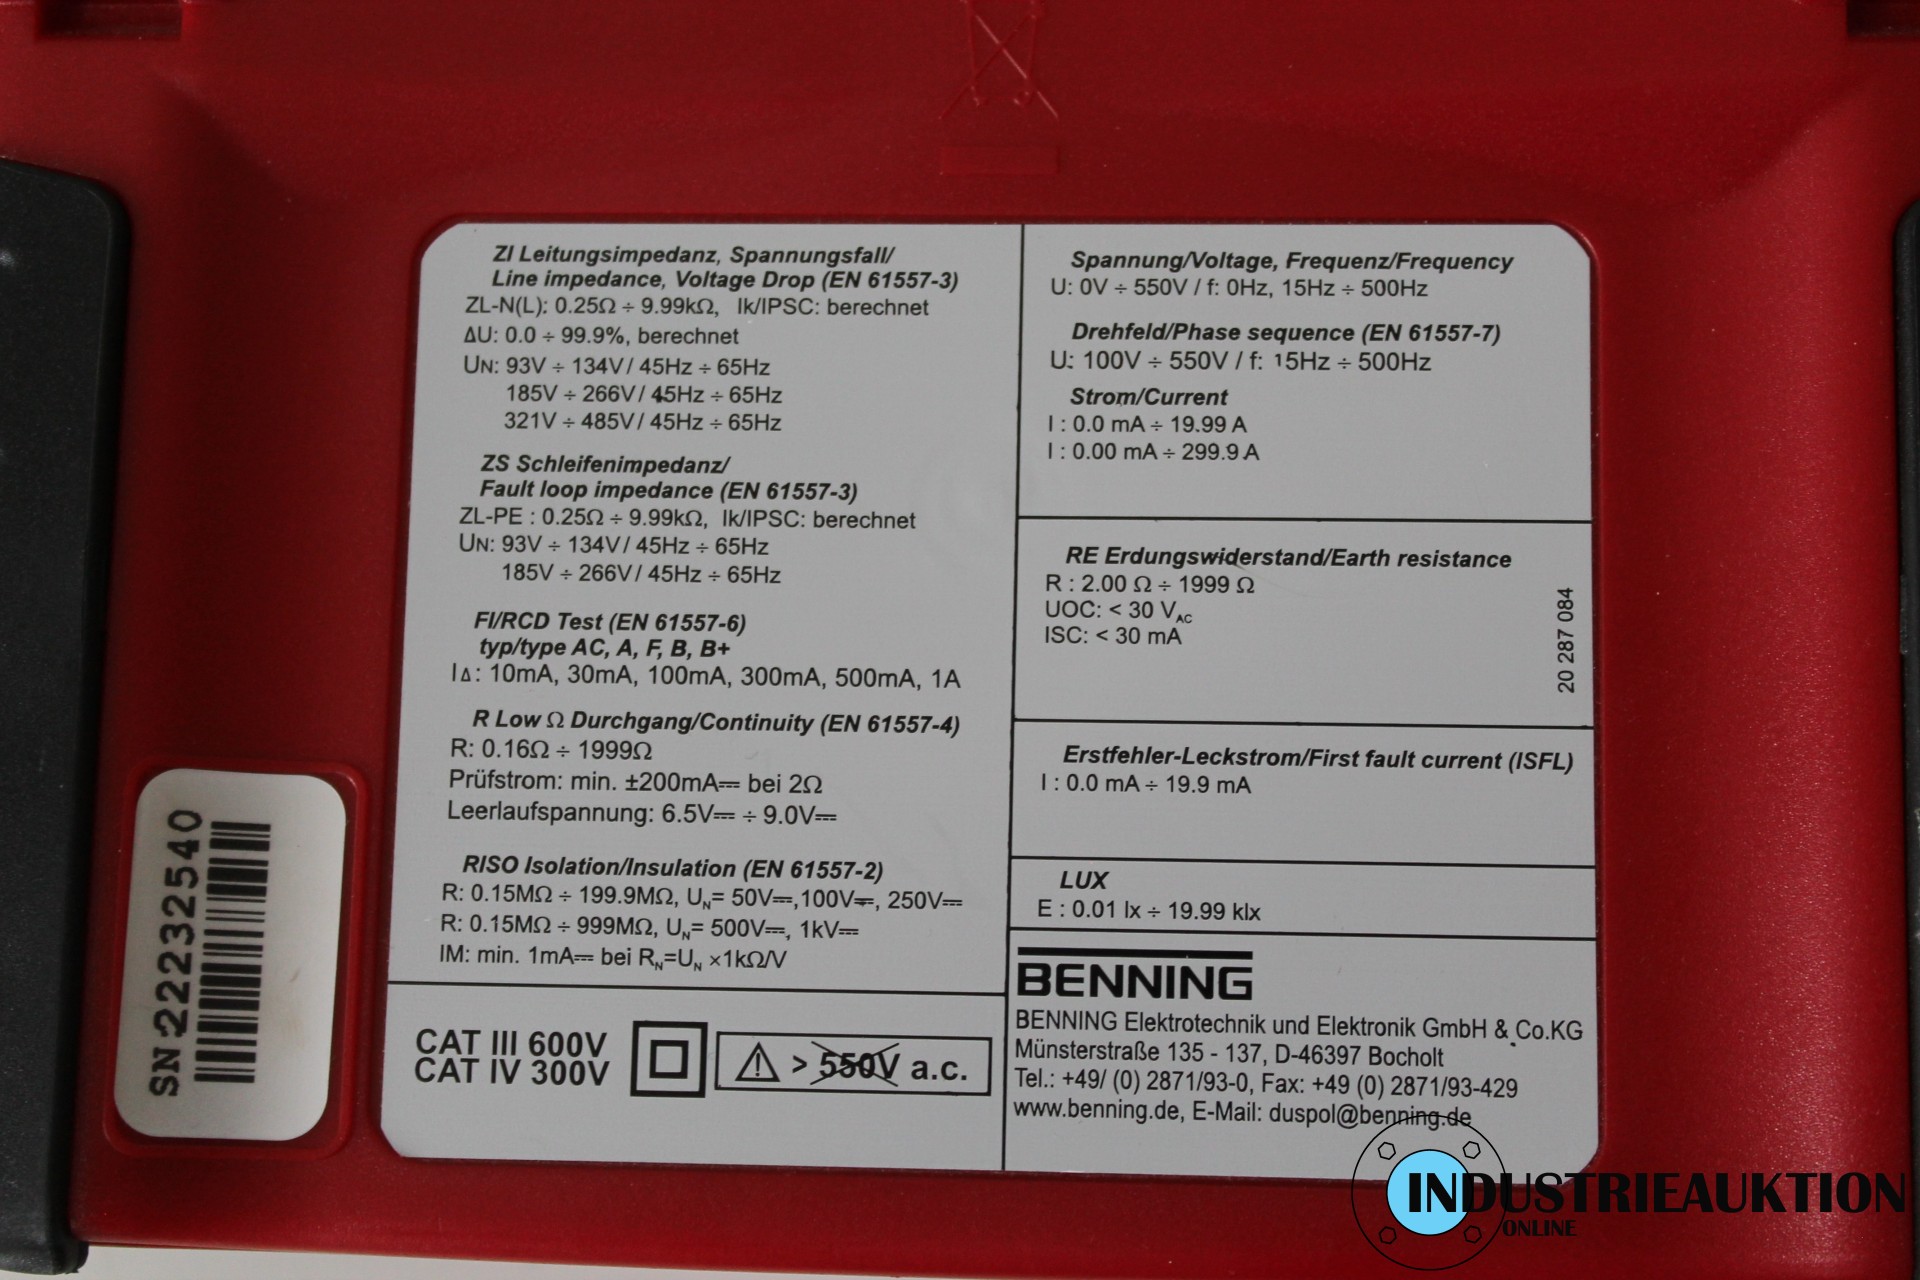 ZI Leitungsimpedanz, Spannungsfall/
Line impedance, Voltage Drop (EN 61557-3)
ZL-N(L): 0.25Ω ÷ 9.99kΩ, Ik/IPSC: berechnet
ΔU: 0.0 ÷ 99.9%, berechnet
UN: 93V ÷ 134V/ 45Hz ÷ 65Hz
185V ÷ 266V/ 45Hz ÷ 65Hz
321V ÷ 485V/ 45Hz ÷ 65Hz
ZS Schleifenimpedanz/
Fault loop impedance (EN 61557-3)
ZL-PE : 0.25Ω ÷ 9.99kΩ, Ik/IPSC: berechnet
UN: 93V ÷ 134V/ 45Hz ÷ 65Hz
185V ÷ 266V/ 45Hz ÷ 65Hz
FI/RCD Test (EN 61557-6)
typ/type AC, A, F, B, B+
I∆: 10mA, 30mA, 100mA, 300mA, 500mA, 1A
R Low Ω Durchgang/Continuity (EN 61557-4)
R: 0.16Ω ÷ 1999Ω
Prüfstrom: min. ±200mA⎓ bei 2Ω
Leerlaufspannung: 6.5V⎓ ÷ 9.0V⎓
RISO Isolation/Insulation (EN 61557-2)
R: 0.15MΩ ÷ 199.9MΩ, UN= 50V⎓,100V⎓, 250V⎓
R: 0.15MΩ ÷ 999MΩ, UN= 500V⎓, 1kV⎓
IM: min. 1mA⎓ bei RN=UN ×1kΩ/V
CAT III 600V
CAT IV 300V
> 550V a.c.
Spannung/Voltage, Frequenz/Frequency
U: 0V ÷ 550V / f: 0Hz, 15Hz ÷ 500Hz
Drehfeld/Phase sequence (EN 61557-7)
U: 100V ÷ 550V / f: 15Hz ÷ 500Hz
Strom/Current
I : 0.0 mA ÷ 19.99 A
I : 0.00 mA ÷ 299.9 A
RE Erdungswiderstand/Earth resistance
R : 2.00 Ω ÷ 1999 Ω
UOC: < 30 VAC
ISC: < 30 mA
20 287 084
Erstfehler-Leckstrom/First fault current (ISFL)
I : 0.0 mA ÷ 19.9 mA
LUX
E : 0.01 lx ÷ 19.99 klx
BENNING
BENNING Elektrotechnik und Elektronik GmbH & Co.KG
Münsterstraße 135 - 137, D-46397 Bocholt
Tel.: +49/ (0) 2871/93-0, Fax: +49 (0) 2871/93-429
www.benning.de, E-Mail: duspol@benning.de
SN 2232540
INDUSTRIEAUKTION
ONLINE